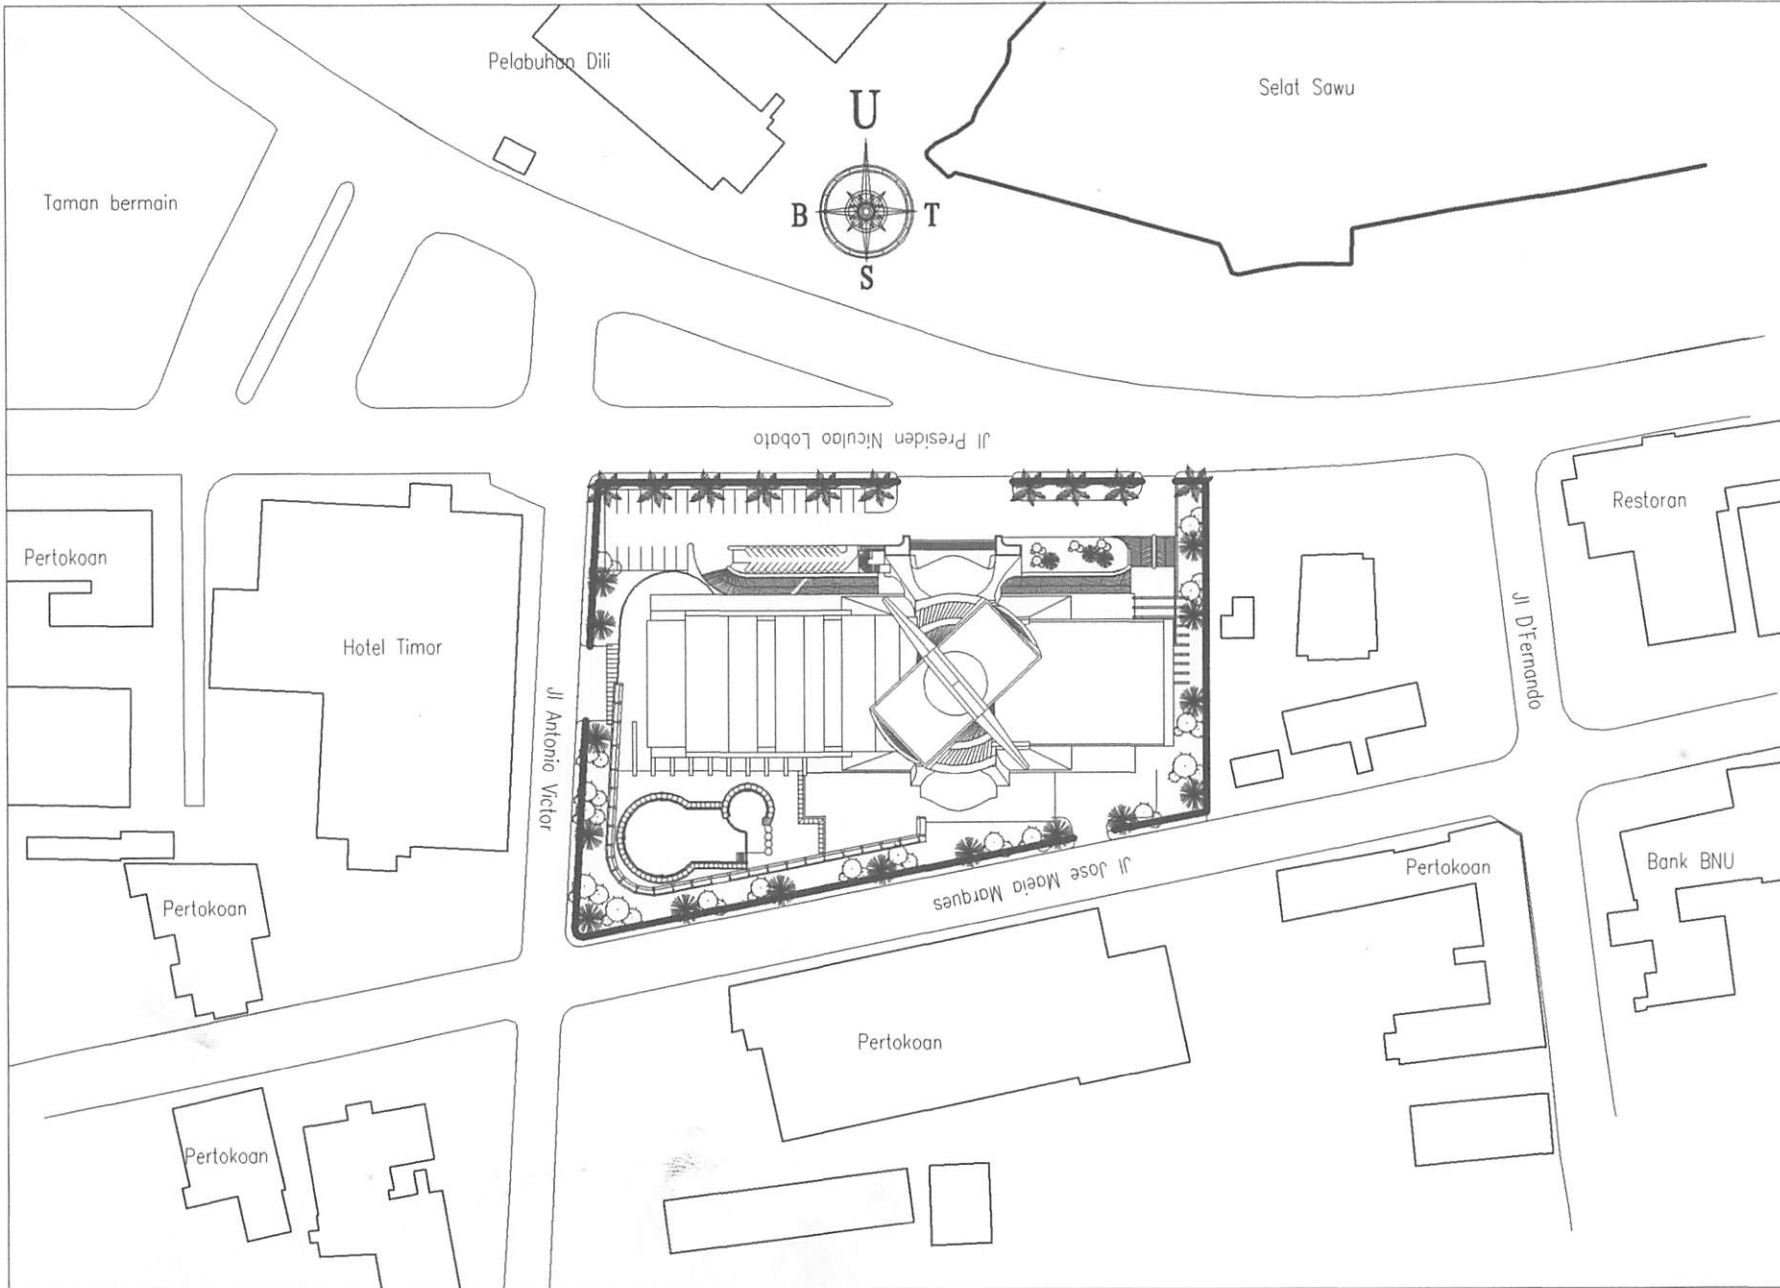 Pelabuhan Dili
Selat Sawu
U
B
T
S
Taman bermain
Jl Presiden Niculao Lobato
Restoran
Pertokoan
Hotel Timor
Jl Antonio Victor
Jl D'Fernando
Jl Jose Maeia Marques
Pertokoan
Bank BNU
Pertokoan
Pertokoan
Pertokoan